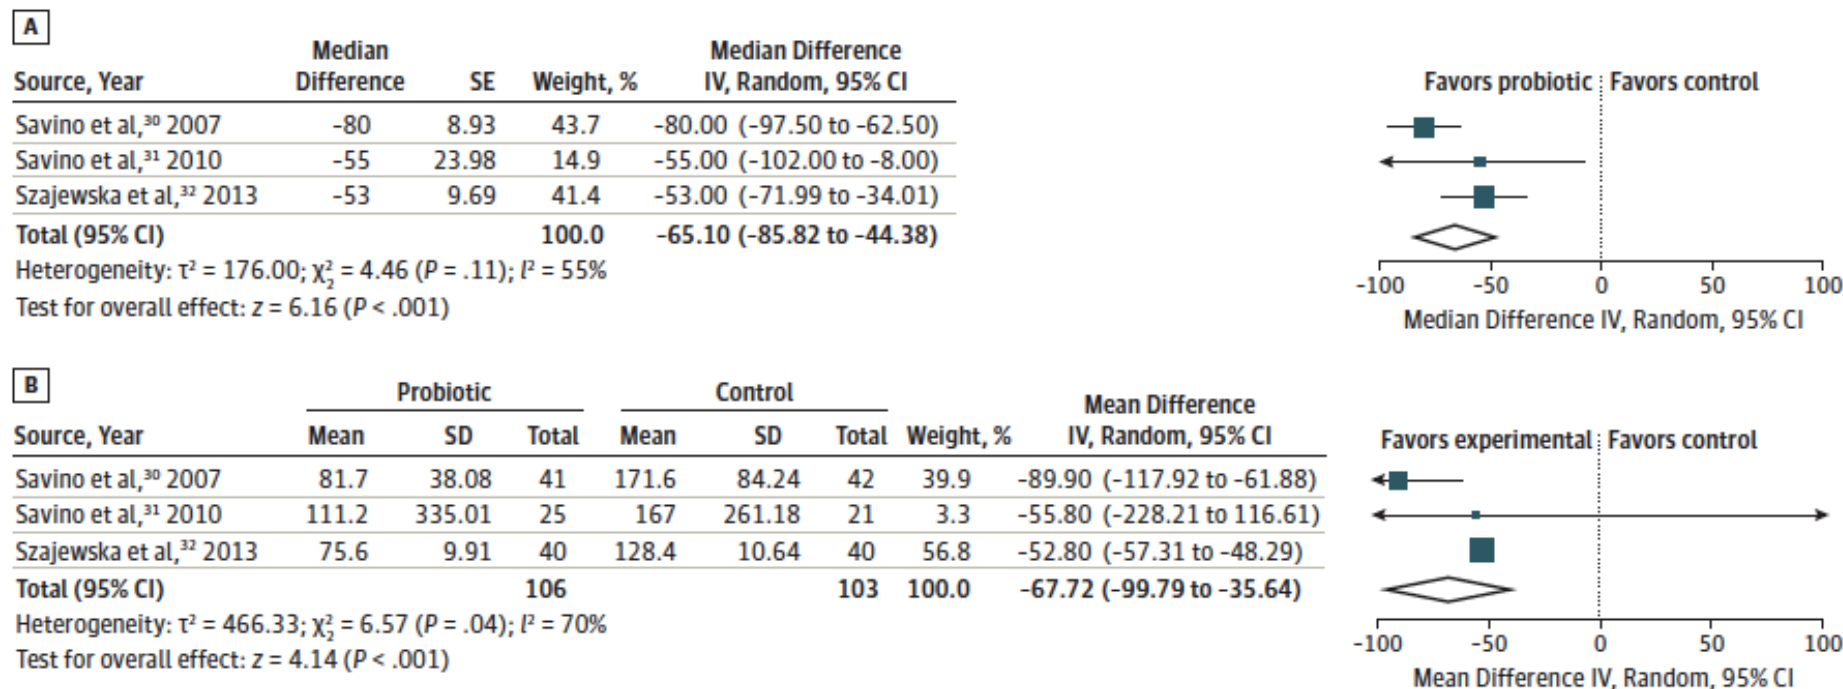 A
Median Median Difference
Source, Year Difference SE Weight, % IV, Random, 95% CI
Savino et al,³⁰ 2007 -80 8.93 43.7 -80.00 (-97.50 to -62.50)
Savino et al,³¹ 2010 -55 23.98 14.9 -55.00 (-102.00 to -8.00)
Szajewska et al,³² 2013 -53 9.69 41.4 -53.00 (-71.99 to -34.01)
Total (95% CI) 100.0 -65.10 (-85.82 to -44.38)
Heterogeneity: τ² = 176.00; χ²₂ = 4.46 (P = .11); I² = 55%
Test for overall effect: z = 6.16 (P < .001)
Favors probiotic Favors control
-100 -50 0 50 100
Median Difference IV, Random, 95% CI
B
Probiotic Control Mean Difference
Source, Year Mean SD Total Mean SD Total Weight, % IV, Random, 95% CI
Savino et al,³⁰ 2007 81.7 38.08 41 171.6 84.24 42 39.9 -89.90 (-117.92 to -61.88)
Savino et al,³¹ 2010 111.2 335.01 25 167 261.18 21 3.3 -55.80 (-228.21 to 116.61)
Szajewska et al,³² 2013 75.6 9.91 40 128.4 10.64 40 56.8 -52.80 (-57.31 to -48.29)
Total (95% CI) 106 103 100.0 -67.72 (-99.79 to -35.64)
Heterogeneity: τ² = 466.33; χ²₂ = 6.57 (P = .04); I² = 70%
Test for overall effect: z = 4.14 (P < .001)
Favors experimental Favors control
-100 -50 0 50 100
Mean Difference IV, Random, 95% CI